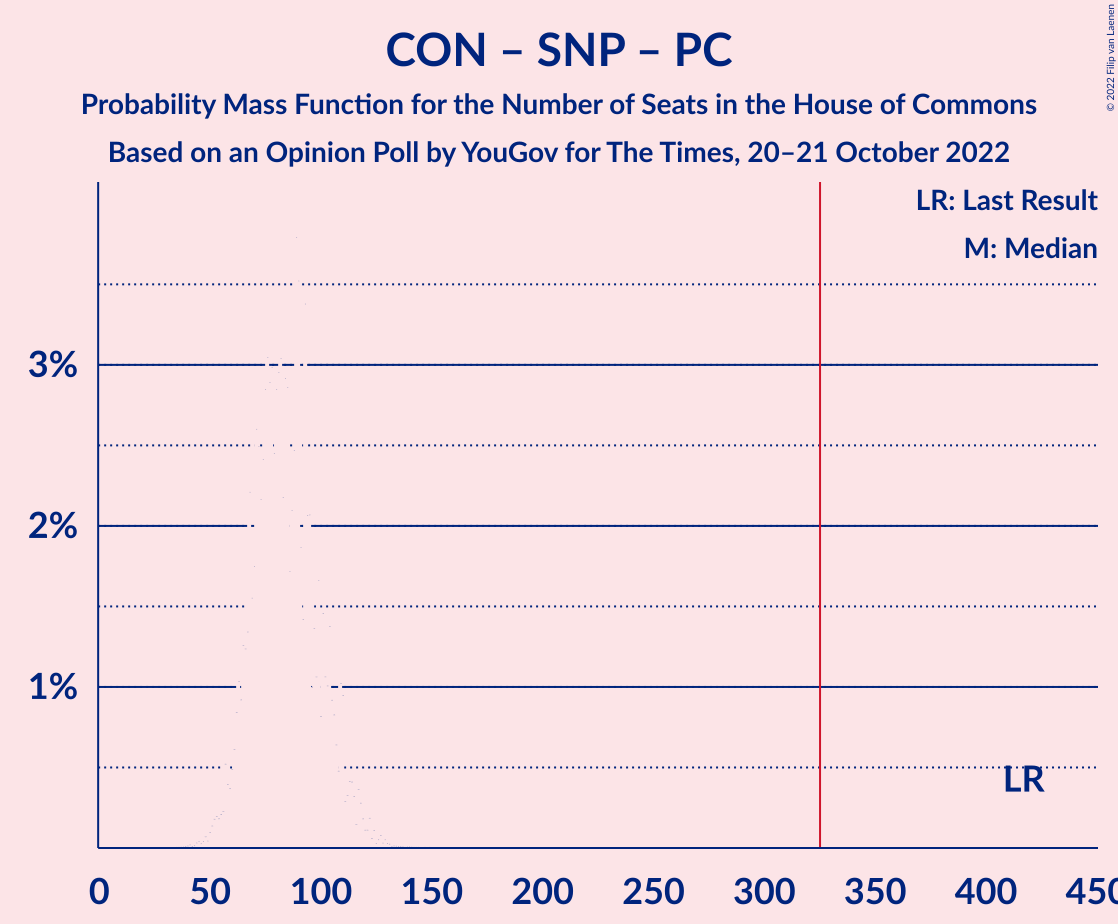 CON – SNP – PC
Probability Mass Function for the Number of Seats in the House of Commons
Based on an Opinion Poll by YouGov for The Times, 20–21 October 2022
© 2022 Filip van Laenen
LR: Last Result
M: Median
3%
2%
1%
LR
0 50 100 150 200 250 300 350 400 450